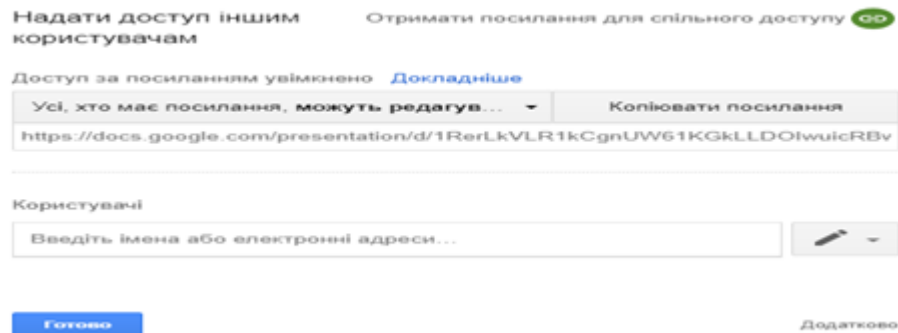 Надати доступ іншим користувачам
Отримати посилання для спільного доступу
Доступ за посиланням увімкнено Докладніше
Усі, хто має посилання, можуть редагув... Копіювати посилання
https://docs.google.com/presentation/d/1RerLkVLR1kCgnUW61KGkLLDOIwuicRBv
Користувачі
Введіть імена або електронні адреси...
Готово
Додатково